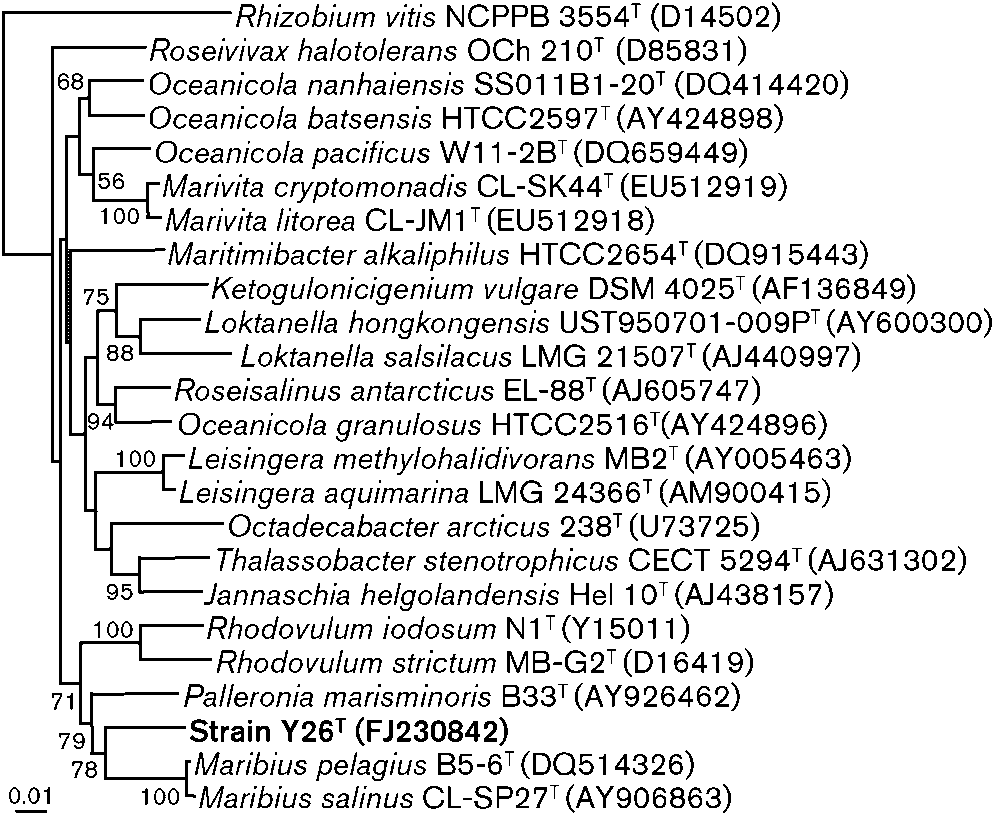 Rhizobium vitis NCPPB 3554ᵀ (D14502)
Roseivivax halotolerans OCh 210ᵀ (D85831)
68
Oceanicola nanhaiensis SS011B1-20ᵀ (DQ414420)
Oceanicola batsensis HTCC2597ᵀ (AY424898)
Oceanicola pacificus W11-2Bᵀ (DQ659449)
56
Marivita cryptomonadis CL-SK44ᵀ (EU512919)
100
Marivita litorea CL-JM1ᵀ (EU512918)
Maritimibacter alkaliphilus HTCC2654ᵀ (DQ915443)
75
Ketogulonicigenium vulgare DSM 4025ᵀ (AF136849)
Loktanella hongkongensis UST950701-009Pᵀ (AY600300)
88
Loktanella salsilacus LMG 21507ᵀ (AJ440997)
Roseisalinus antarcticus EL-88ᵀ (AJ605747)
94
Oceanicola granulosus HTCC2516ᵀ(AY424896)
100
Leisingera methylohalidivorans MB2ᵀ (AY005463)
Leisingera aquimarina LMG 24366ᵀ (AM900415)
Octadecabacter arcticus 238ᵀ (U73725)
Thalassobacter stenotrophicus CECT 5294ᵀ (AJ631302)
95
Jannaschia helgolandensis Hel 10ᵀ (AJ438157)
100
Rhodovulum iodosum N1ᵀ (Y15011)
Rhodovulum strictum MB-G2ᵀ (D16419)
71
Palleronia marisminoris B33ᵀ (AY926462)
79
Strain Y26ᵀ (FJ230842)
78
Maribius pelagius B5-6ᵀ (DQ514326)
0.01
100
Maribius salinus CL-SP27ᵀ (AY906863)